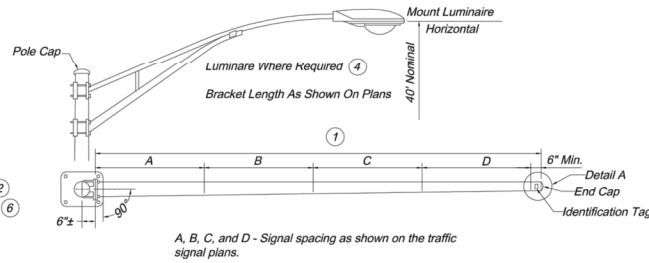 Mount Luminaire
Horizontal
Pole Cap
Luminare Where Required 4
Bracket Length As Shown On Plans
40' Nominal
1
A B C D 6" Min.
Detail A
End Cap
Identification Tag
2
6
6"±
90°
A, B, C, and D - Signal spacing as shown on the traffic
signal plans.